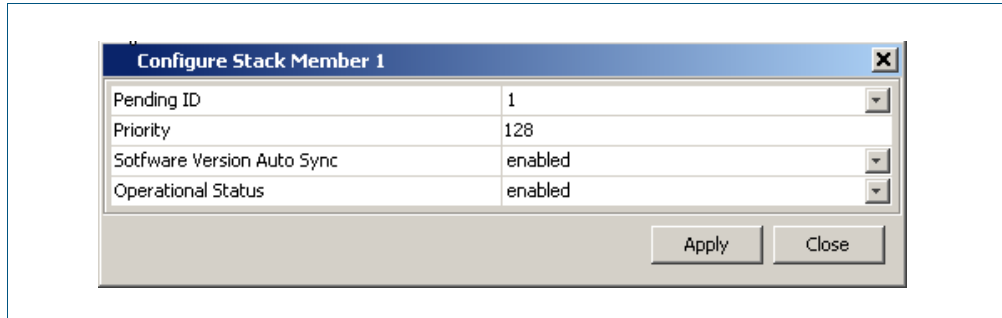 Configure Stack Member 1
Pending ID 1
Priority 128
Sotfware Version Auto Sync enabled
Operational Status enabled
Apply Close